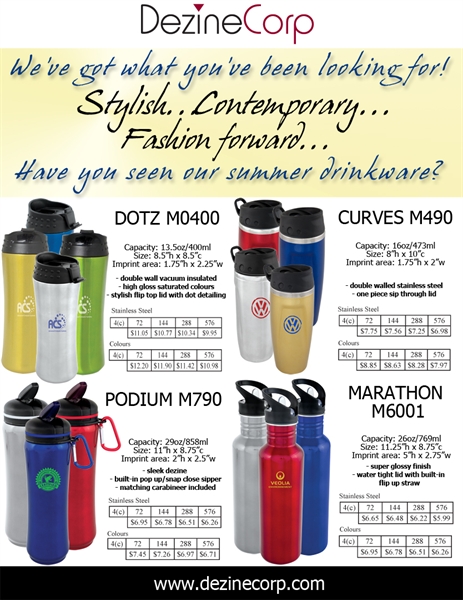 DezineCorp
We've got what you've been looking for!
Stylish.. Contemporary...
Fashion forward...
Have you seen our summer drinkware?
DOTZ M0400
Capacity: 13.5oz/400ml
Size: 8.5"h x 8.5"c
Imprint area: 1.75"h x 2.25"w
- double wall vacuum insulated
- high gloss saturated colours
- stylish flip top lid with dot detailing
Stainless Steel
4(c) 72 144 288 576
$11.05 $10.77 $10.34 $9.95
Colours
4(c) 72 144 288 576
$12.20 $11.90 $11.42 $10.98
ACS
ACS
CURVES M490
Capacity: 16oz/473ml
Size: 8"h x 10"c
Imprint area: 1.75"h x 2"w
- double walled stainless steel
- one piece sip through lid
Stainless Steel
4(c) 72 144 288 576
$7.75 $7.56 $7.25 $6.98
Colours
4(c) 72 144 288 576
$8.85 $8.63 $8.28 $7.97
PODIUM M790
Capacity: 29oz/858ml
Size: 11"h x 8.75"c
Imprint area: 2"h x 2.5"w
- sleek dezine
- built-in pop up/snap close sipper
- matching carabineer included
Stainless Steel
4(c) 72 144 288 576
$6.95 $6.78 $6.51 $6.26
Colours
4(c) 72 144 288 576
$7.45 $7.26 $6.97 $6.71
MARATHON
M6001
Capacity: 26oz/769ml
Size: 11.25"h x 8.75"c
Imprint area: 5"h x 2.75"w
- super glossy finish
- water tight lid with built-in
flip up straw
Stainless Steel
4(c) 72 144 288 576
$6.65 $6.48 $6.22 $5.99
Colours
4(c) 72 144 288 576
$6.95 $6.78 $6.51 $6.26
VEOLIA
www.dezinecorp.com